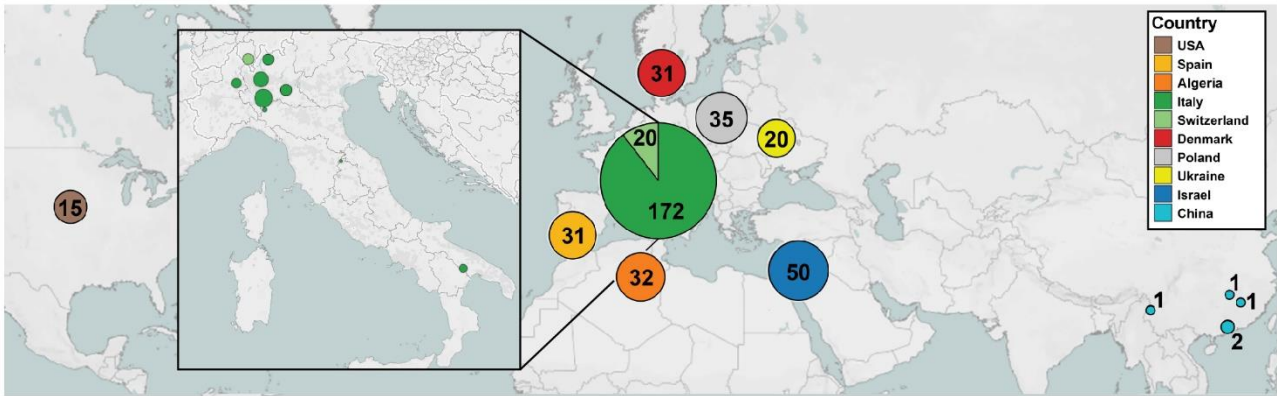 Country
USA
Spain
Algeria
Italy
Switzerland
Denmark
Poland
Ukraine
Israel
China
31
35
20
20
15
172
31
32
50
1
1
1
2